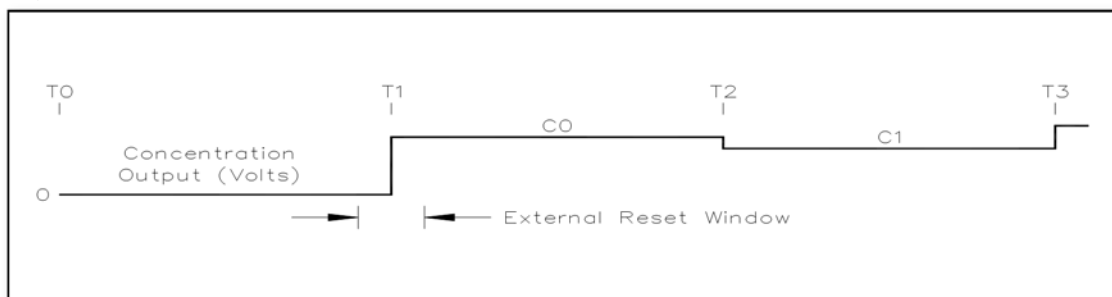 T0 T1 T2 T3
C0
C1
Concentration
Output (Volts)
0
External Reset Window